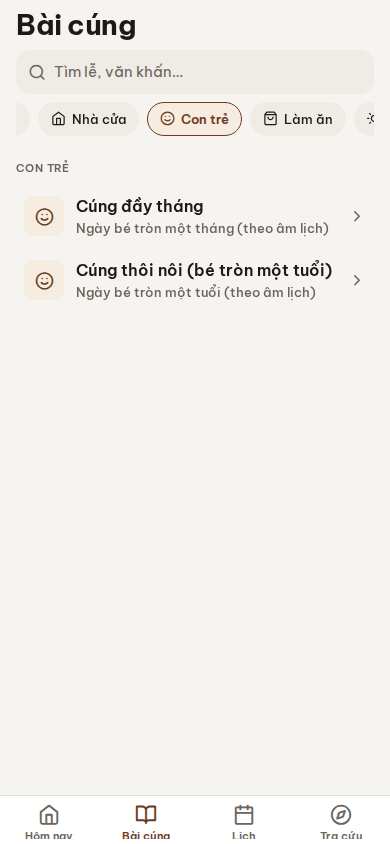 Bài cúng
Tìm lễ, văn khấn...
Nhà cửa
Con trẻ
Làm ăn
CON TRẺ
Cúng đầy tháng
Ngày bé tròn một tháng (theo âm lịch)
Cúng thôi nôi (bé tròn một tuổi)
Ngày bé tròn một tuổi (theo âm lịch)
Hôm nay
Bài cúng
Lịch
Tra cứu